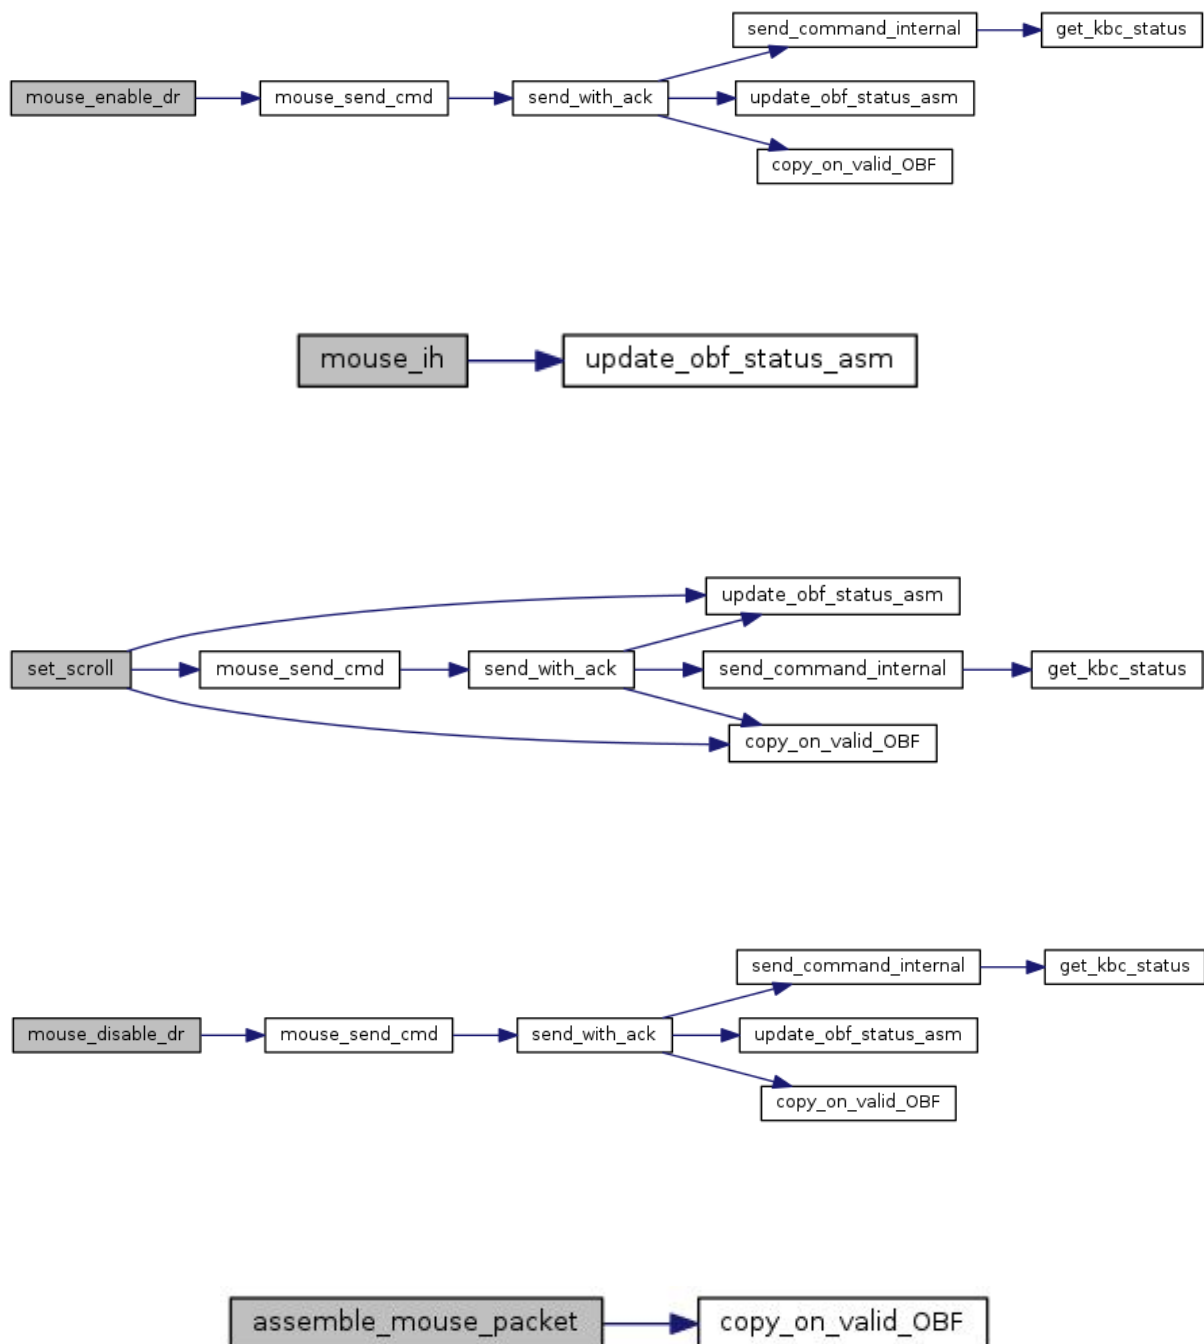 send_command_internal
get_kbc_status
mouse_enable_dr
mouse_send_cmd
send_with_ack
update_obf_status_asm
copy_on_valid_OBF
mouse_ih
update_obf_status_asm
update_obf_status_asm
set_scroll
mouse_send_cmd
send_with_ack
send_command_internal
get_kbc_status
copy_on_valid_OBF
send_command_internal
get_kbc_status
mouse_disable_dr
mouse_send_cmd
send_with_ack
update_obf_status_asm
copy_on_valid_OBF
assemble_mouse_packet
copy_on_valid_OBF